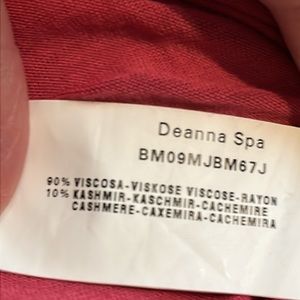 Deanna Spa
BM09MJBM67J
90% VISCOSA-VISKOSE VISCOSE-RAYON
10% KASHMIR-KASCHMIR-CACHEMIRE
CASHMERE-CAXEMIRA-CACHEMIRA